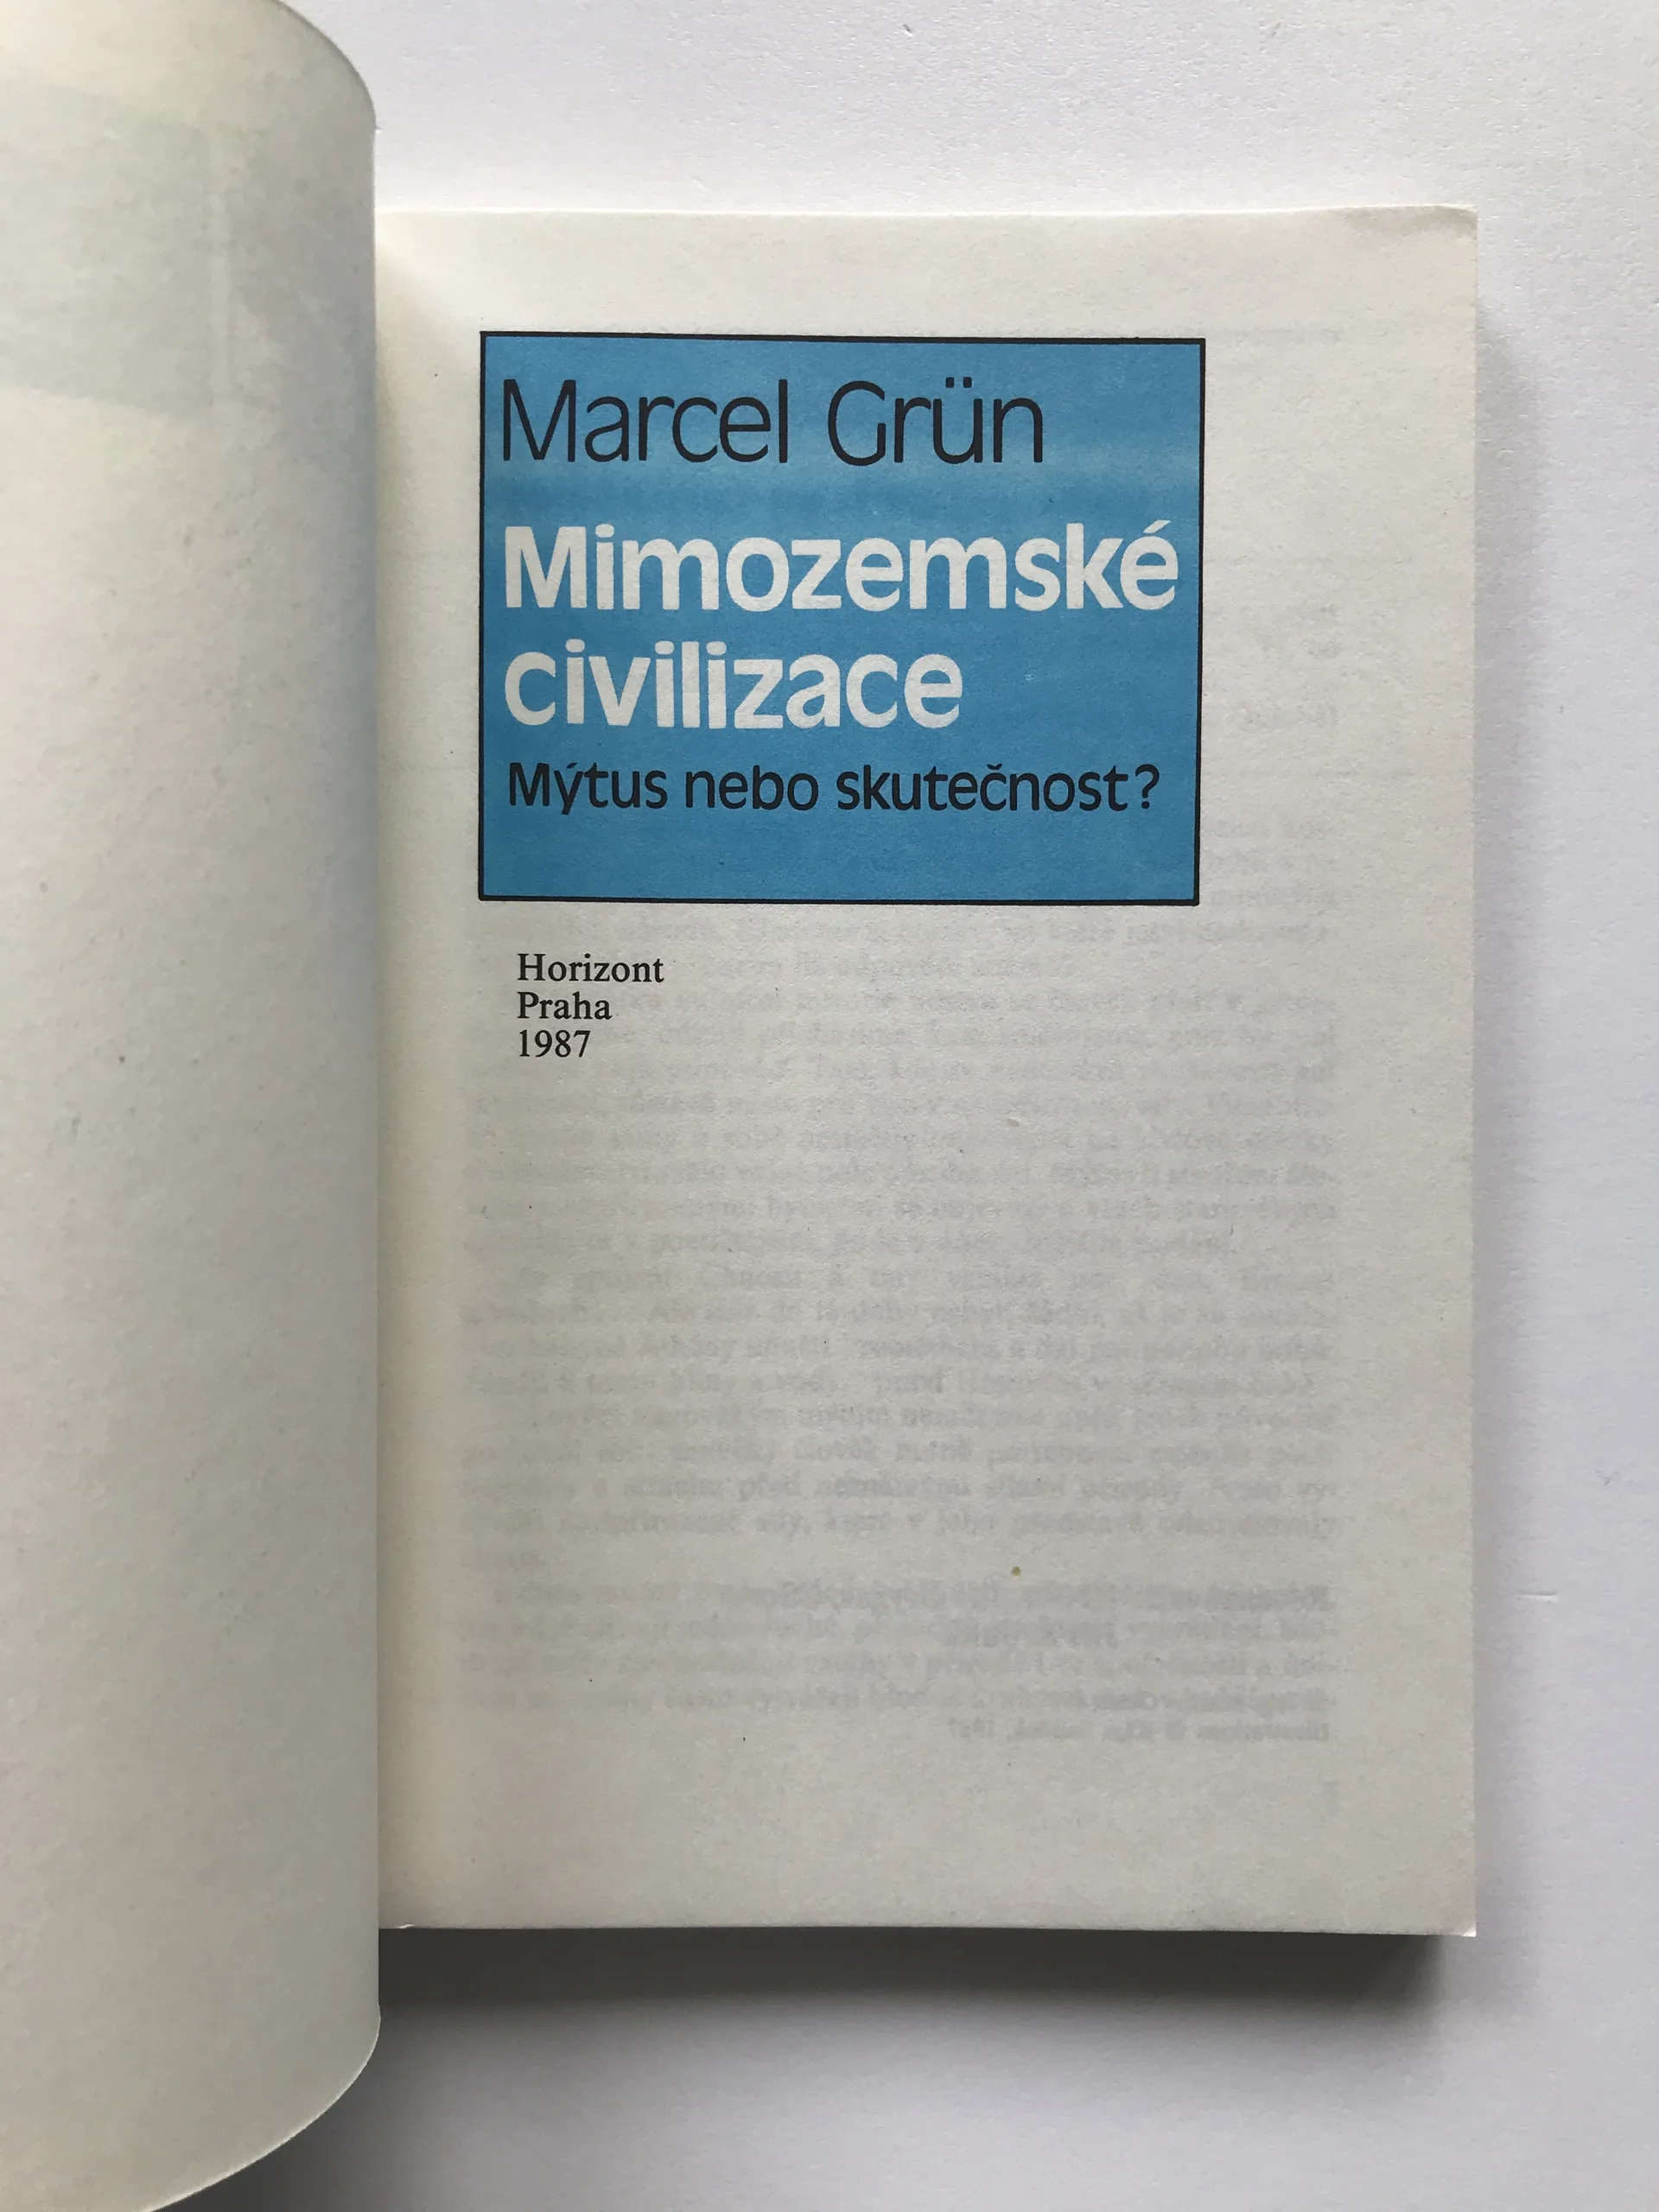 Marcel Grün
Mimozemské
civilizace
Mýtus nebo skutečnost?
Horizont
Praha
1987